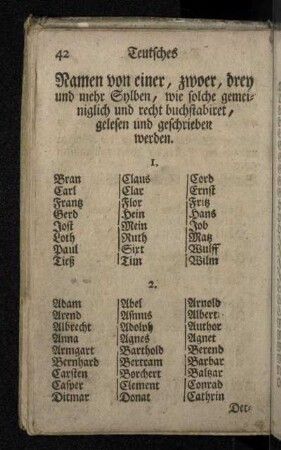 42 Teutsches
Namen von einer, zwoer, drey
und mehr Sylben, wie solche gemei-
niglich und recht buchstabiret,
gelesen und geschrieben
werden.
1.
Bran Claus Cord
Carl Clar Ernst
Frantz Flor Fritz
Gerd Hein Hans
Jost Mein Job
Loth Ruth Matz
Paul Sixt Wulff
Tieß Tim Wilm
2.
Adam Abel Arnold
Arend Asmus Albert
Albrecht Adolph Author
Anna Agnes Agnet
Armgart Barthold Berend
Bernhard Bertram Barbar
Carsten Borchert Baltzar
Casper Clement Conrad
Ditmar Donat Cathrin
Det-